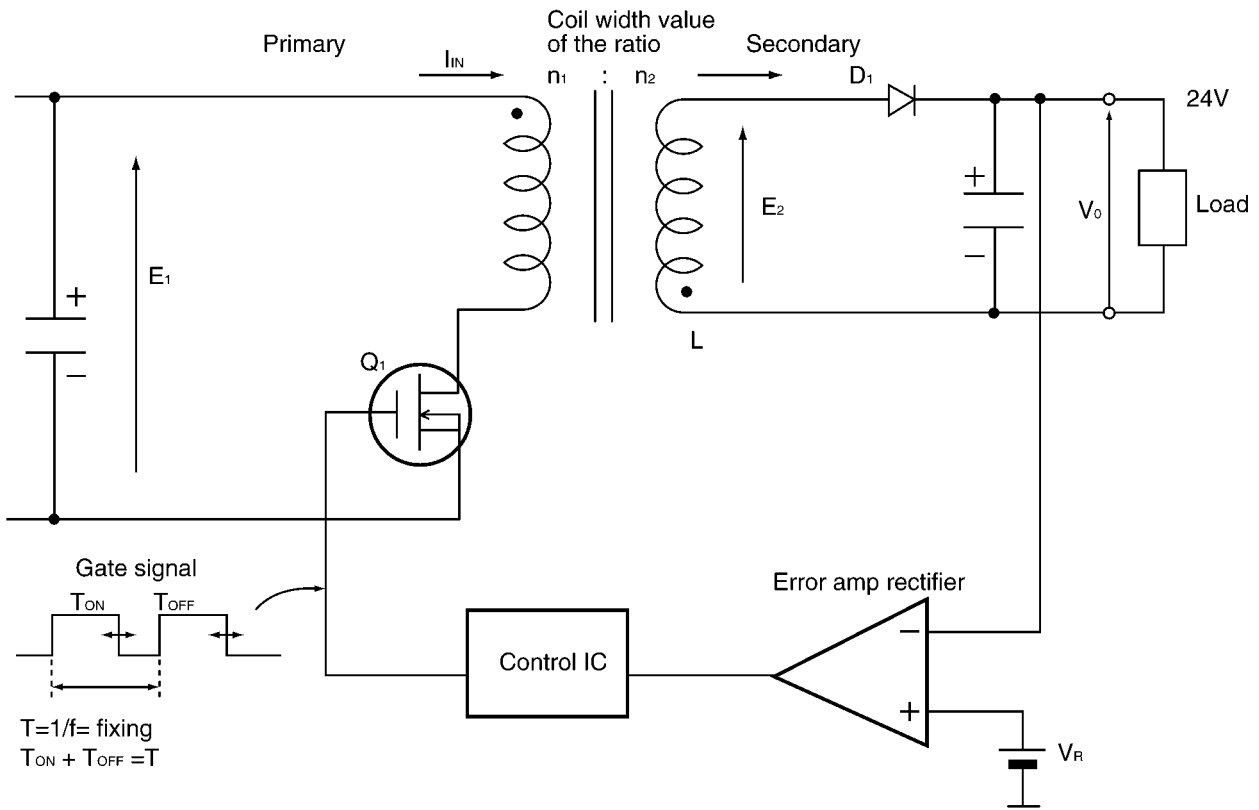 Coil width value
of the ratio
Primary
Secondary
IIN
n1 : n2
D1
24V
E1
E2
V0
Load
+
−
+
−
L
Q1
Gate signal
TON TOFF
Error amp rectifier
−
+
Control IC
VR
T=1/f= fixing
TON + TOFF =T